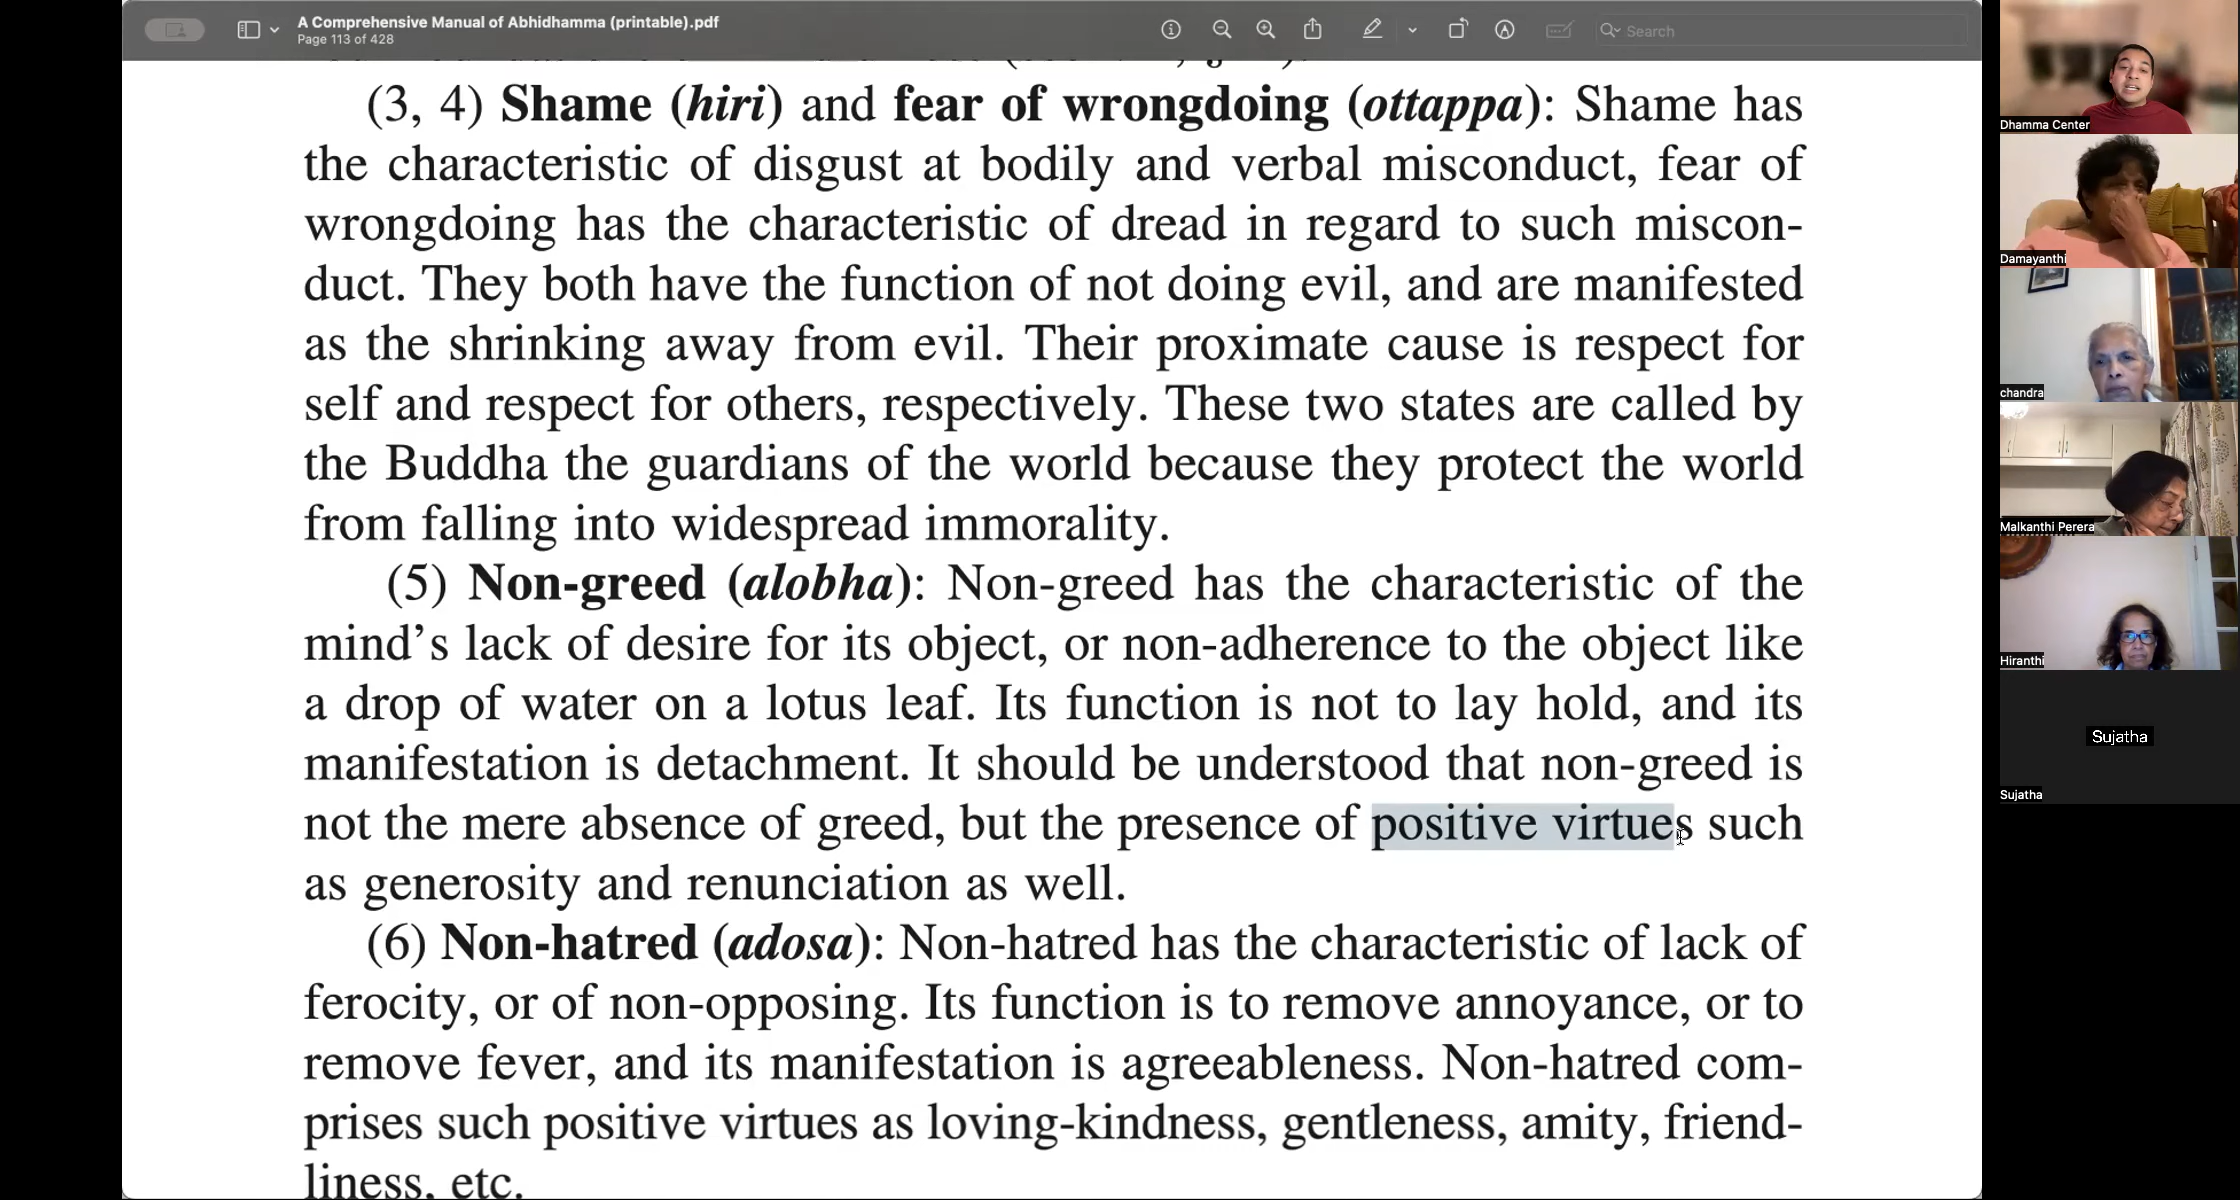 A Comprehensive Manual of Abhidhamma (printable).pdf
Page 113 of 428
Search
(3, 4) Shame (hiri) and fear of wrongdoing (ottappa): Shame has
the characteristic of disgust at bodily and verbal misconduct, fear of
wrongdoing has the characteristic of dread in regard to such miscon-
duct. They both have the function of not doing evil, and are manifested
as the shrinking away from evil. Their proximate cause is respect for
self and respect for others, respectively. These two states are called by
the Buddha the guardians of the world because they protect the world
from falling into widespread immorality.
(5) Non-greed (alobha): Non-greed has the characteristic of the
mind’s lack of desire for its object, or non-adherence to the object like
a drop of water on a lotus leaf. Its function is not to lay hold, and its
manifestation is detachment. It should be understood that non-greed is
not the mere absence of greed, but the presence of positive virtues such
as generosity and renunciation as well.
(6) Non-hatred (adosa): Non-hatred has the characteristic of lack of
ferocity, or of non-opposing. Its function is to remove annoyance, or to
remove fever, and its manifestation is agreeableness. Non-hatred com-
prises such positive virtues as loving-kindness, gentleness, amity, friend-
liness, etc.
Dhamma Center
Damayanthi
chandra
Malkanthi Perera
Hiranthi
Sujatha
Sujatha